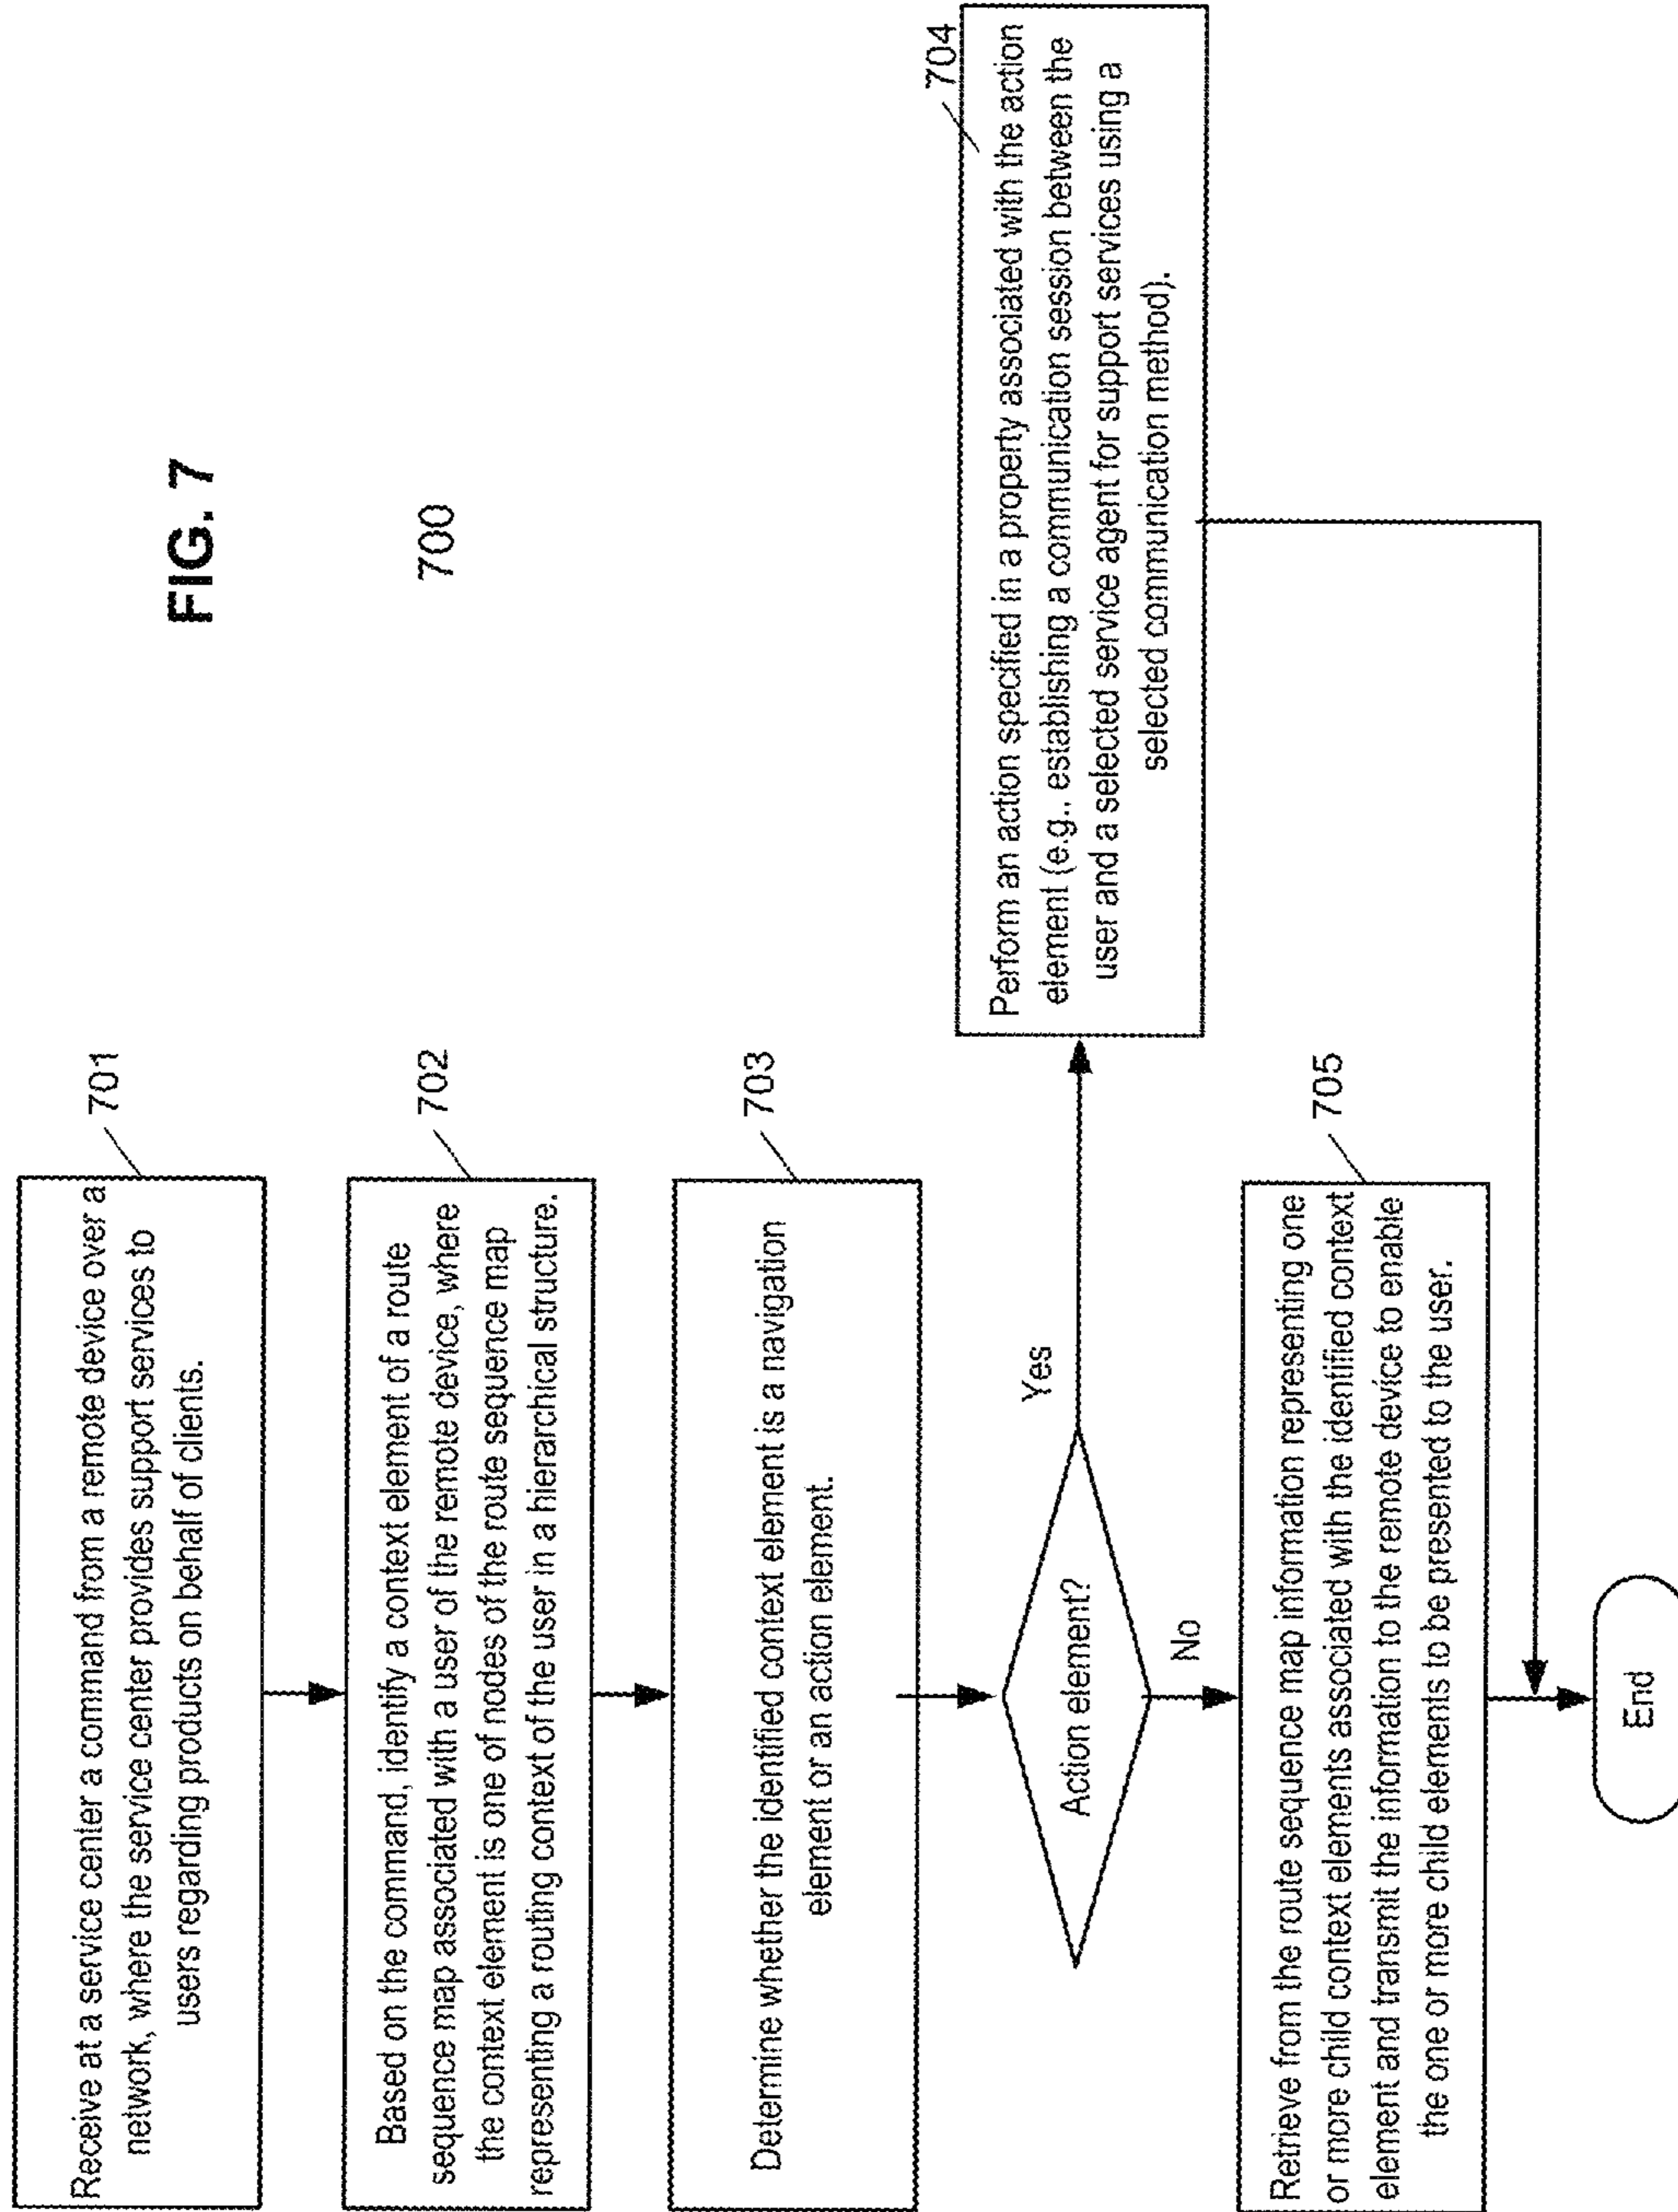 FIG. 7
700
701
Receive at a service center a command from a remote device over a
network, where the service center provides support services to
users regarding products on behalf of clients.
702
Based on the command, identify a context element of a route
sequence map associated with a user of the remote device, where
the context element is one of nodes of the route sequence map
representing a routing context of the user in a hierarchical structure.
703
Determine whether the identified context element is a navigation
element or an action element.
Action element?
Yes
No
704
Perform an action specified in a property associated with the action
element (e.g., establishing a communication session between the
user and a selected service agent for support services using a
selected communication method).
705
Retrieve from the route sequence map information representing one
or more child context elements associated with the identified context
element and transmit the information to the remote device to enable
the one or more child elements to be presented to the user.
End